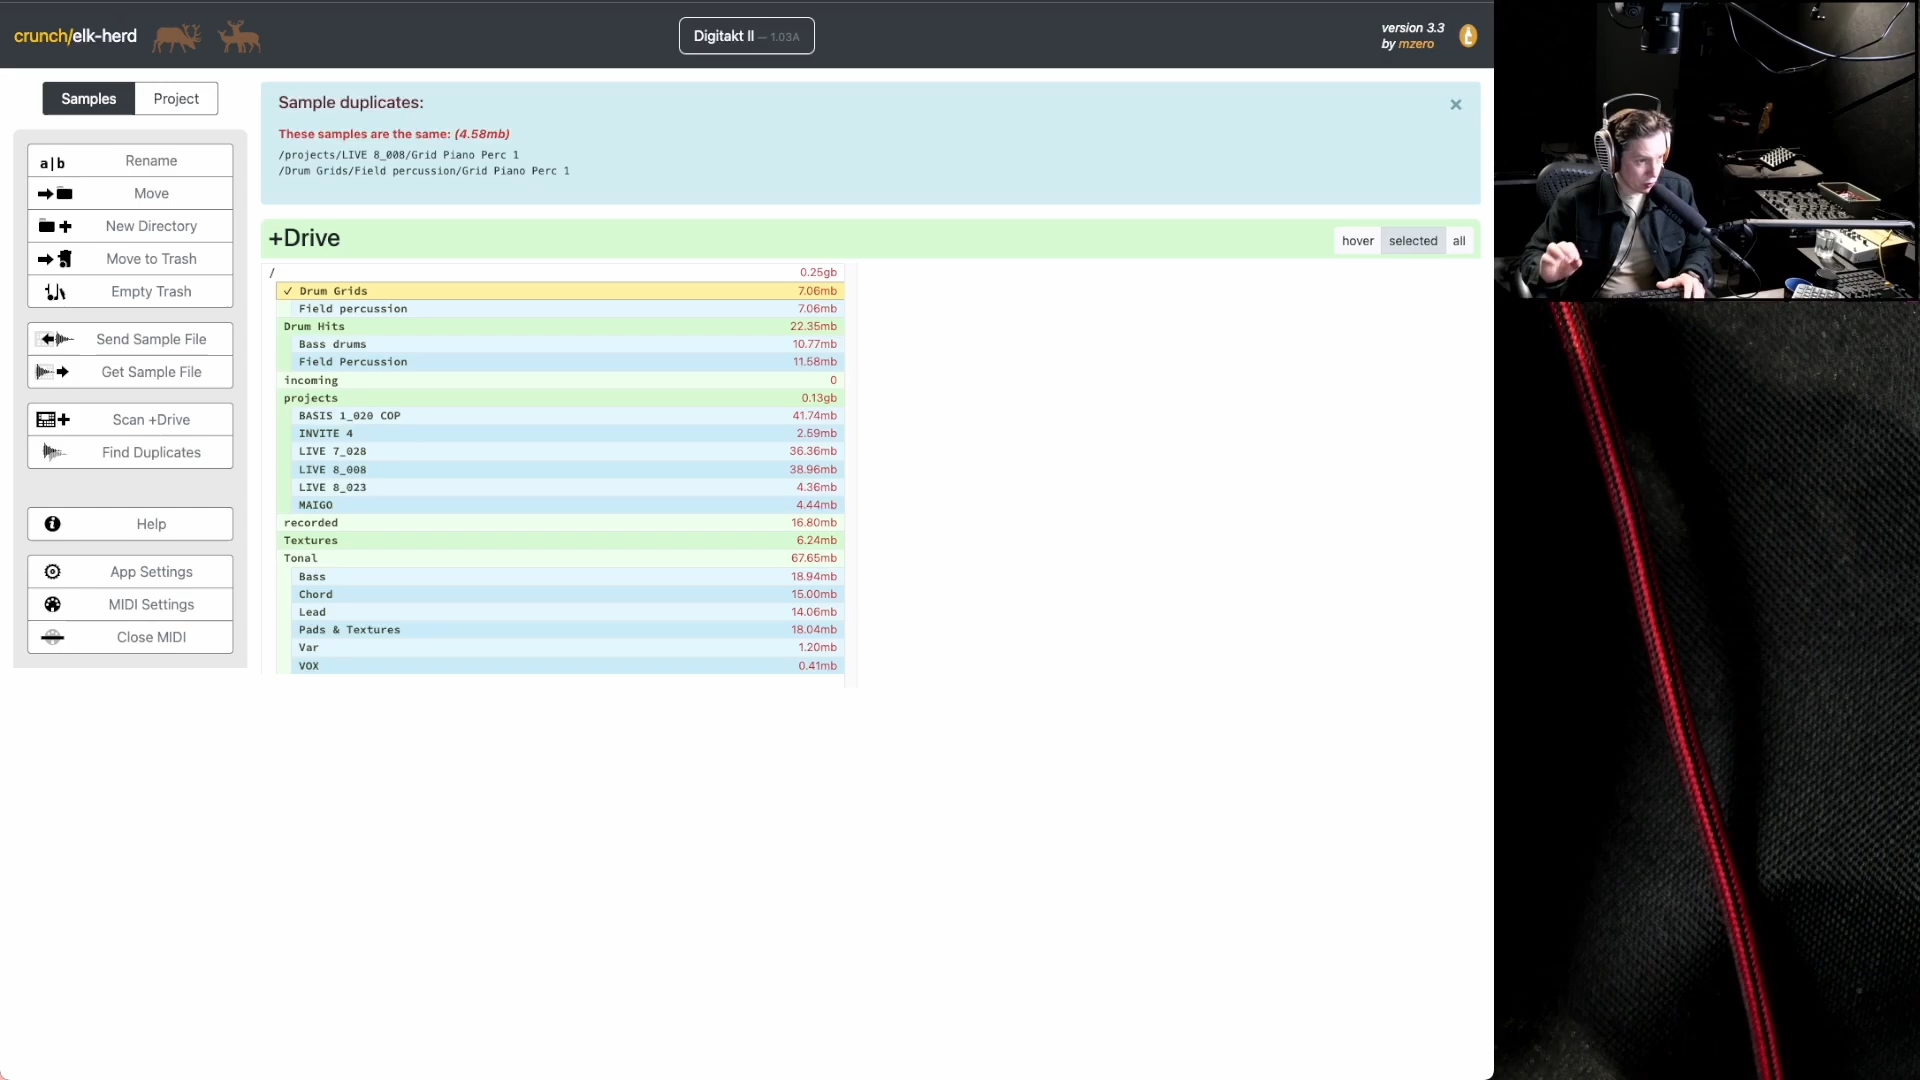 crunch/elk-herd
Digitakt II — 1.03A
version 3.3
by mzero
Samples
Project
a|b Rename
Move
New Directory
Move to Trash
Empty Trash
Send Sample File
Get Sample File
Scan +Drive
Find Duplicates
Help
App Settings
MIDI Settings
Close MIDI
Sample duplicates:
×
These samples are the same: (4.58mb)
/projects/LIVE 8_008/Grid Piano Perc 1
/Drum Grids/Field percussion/Grid Piano Perc 1
+Drive
hover selected all
/ 0.25gb
✓ Drum Grids 7.06mb
Field percussion 7.06mb
Drum Hits 22.35mb
Bass drums 10.77mb
Field Percussion 11.58mb
incoming 0
projects 0.13gb
BASIS 1_020 COP 41.74mb
INVITE 4 2.59mb
LIVE 7_028 36.36mb
LIVE 8_008 38.96mb
LIVE 8_023 4.36mb
MAIGO 4.44mb
recorded 16.80mb
Textures 6.24mb
Tonal 67.65mb
Bass 18.94mb
Chord 15.00mb
Lead 14.06mb
Pads & Textures 18.04mb
Var 1.20mb
VOX 0.41mb